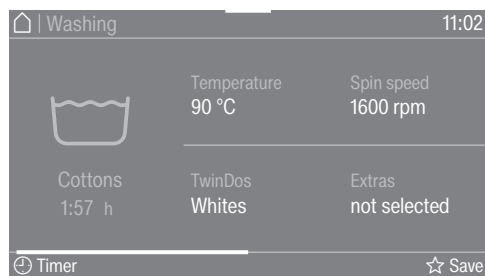 | Washing 11:02
Temperature Spin speed
90 °C 1600 rpm
Cottons TwinDos Extras
1:57 h Whites not selected
Timer Save